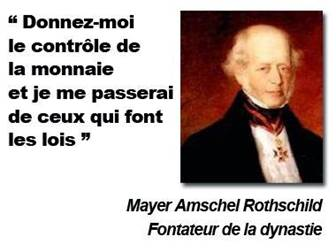 “ Donnez-moi
le contrôle de
la monnaie
et je me passerai
de ceux qui font
les lois ”
Mayer Amschel Rothschild
Fontateur de la dynastie